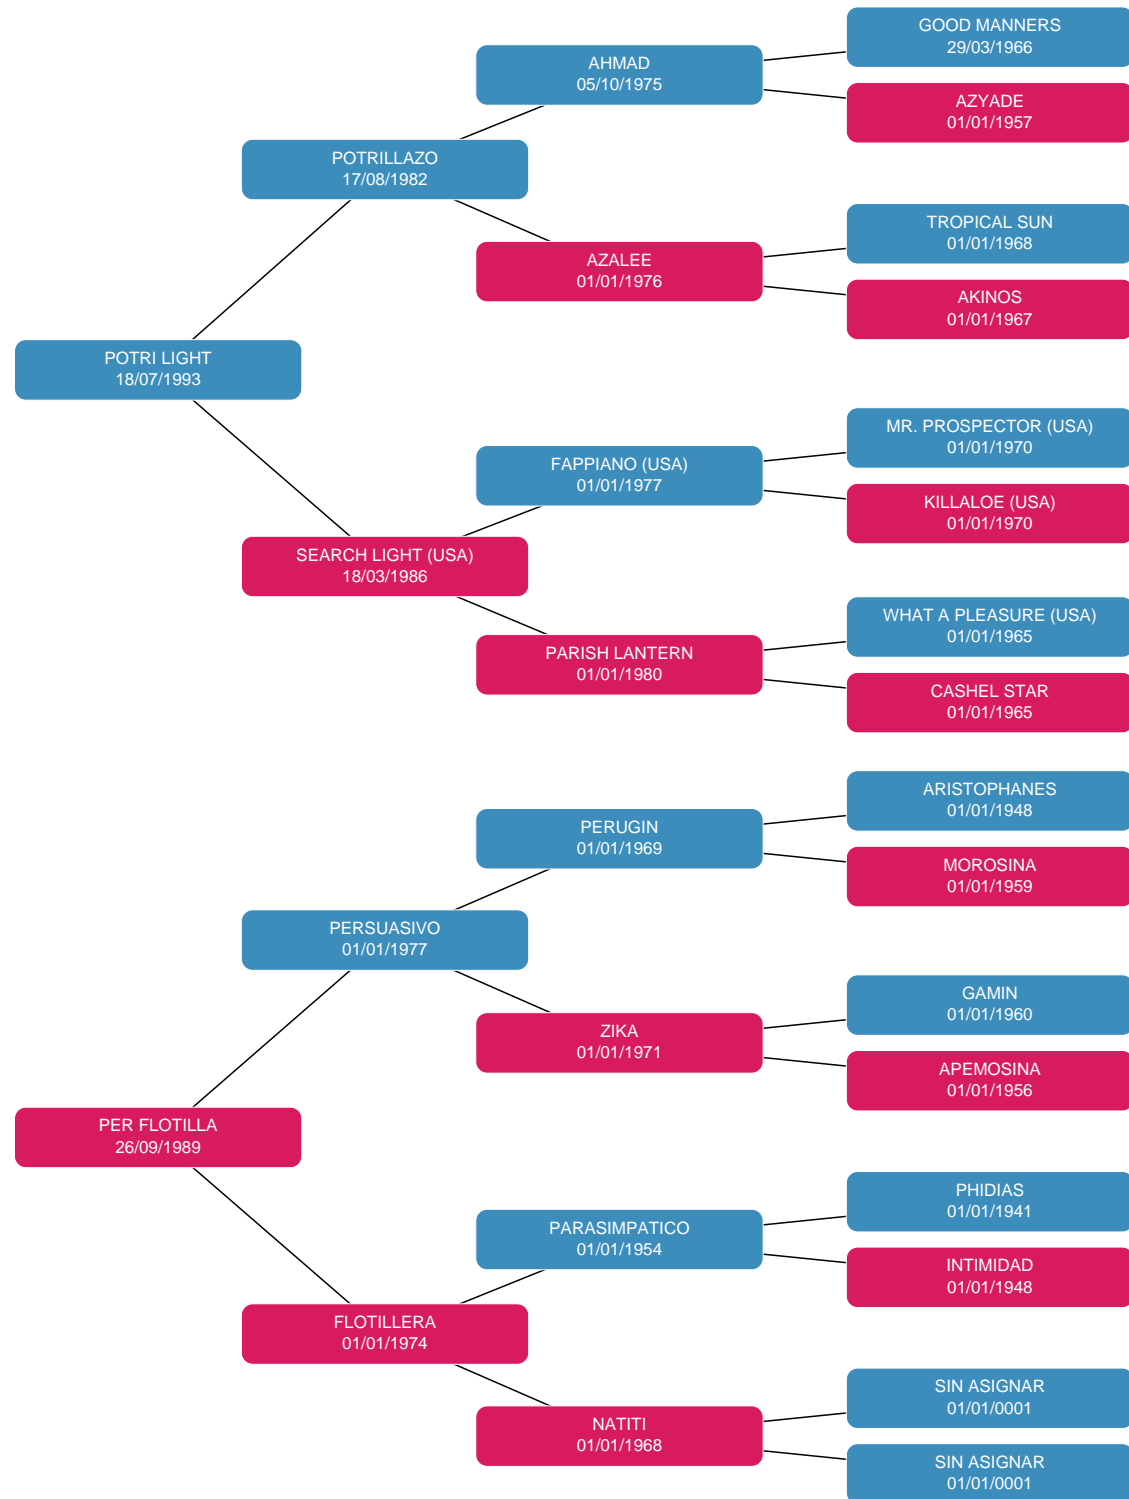 GOOD MANNERS
29/03/1966
AHMAD
05/10/1975
AZYADE
01/01/1957
POTRILLAZO
17/08/1982
TROPICAL SUN
01/01/1968
AZALEE
01/01/1976
AKINOS
01/01/1967
POTRI LIGHT
18/07/1993
MR. PROSPECTOR (USA)
01/01/1970
FAPPIANO (USA)
01/01/1977
KILLALOE (USA)
01/01/1970
SEARCH LIGHT (USA)
18/03/1986
WHAT A PLEASURE (USA)
01/01/1965
PARISH LANTERN
01/01/1980
CASHEL STAR
01/01/1965
ARISTOPHANES
01/01/1948
PERUGIN
01/01/1969
MOROSINA
01/01/1959
PERSUASIVO
01/01/1977
GAMIN
01/01/1960
ZIKA
01/01/1971
APEMOSINA
01/01/1956
PER FLOTILLA
26/09/1989
PHIDIAS
01/01/1941
PARASIMPATICO
01/01/1954
INTIMIDAD
01/01/1948
FLOTILLERA
01/01/1974
SIN ASIGNAR
01/01/0001
NATITI
01/01/1968
SIN ASIGNAR
01/01/0001